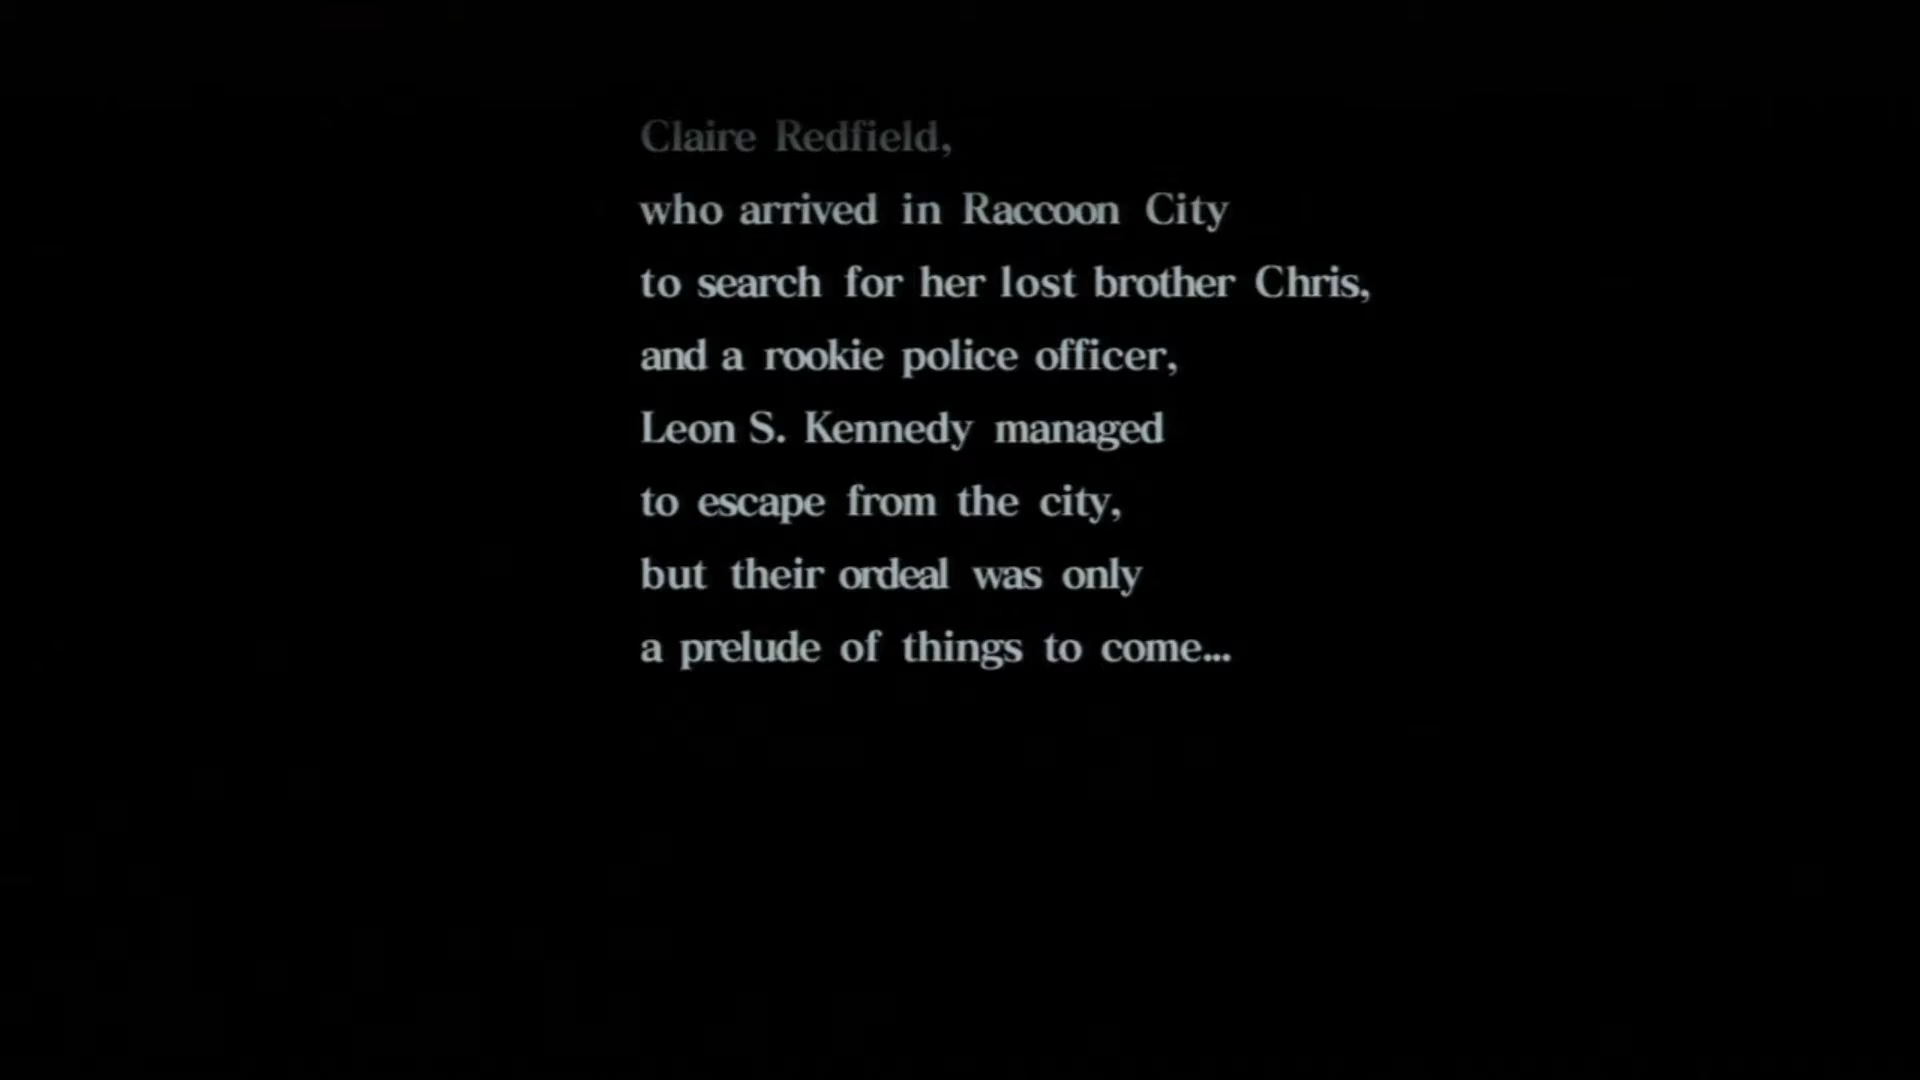 Claire Redfield,
who arrived in Raccoon City
to search for her lost brother Chris,
and a rookie police officer,
Leon S. Kennedy managed
to escape from the city,
but their ordeal was only
a prelude of things to come...